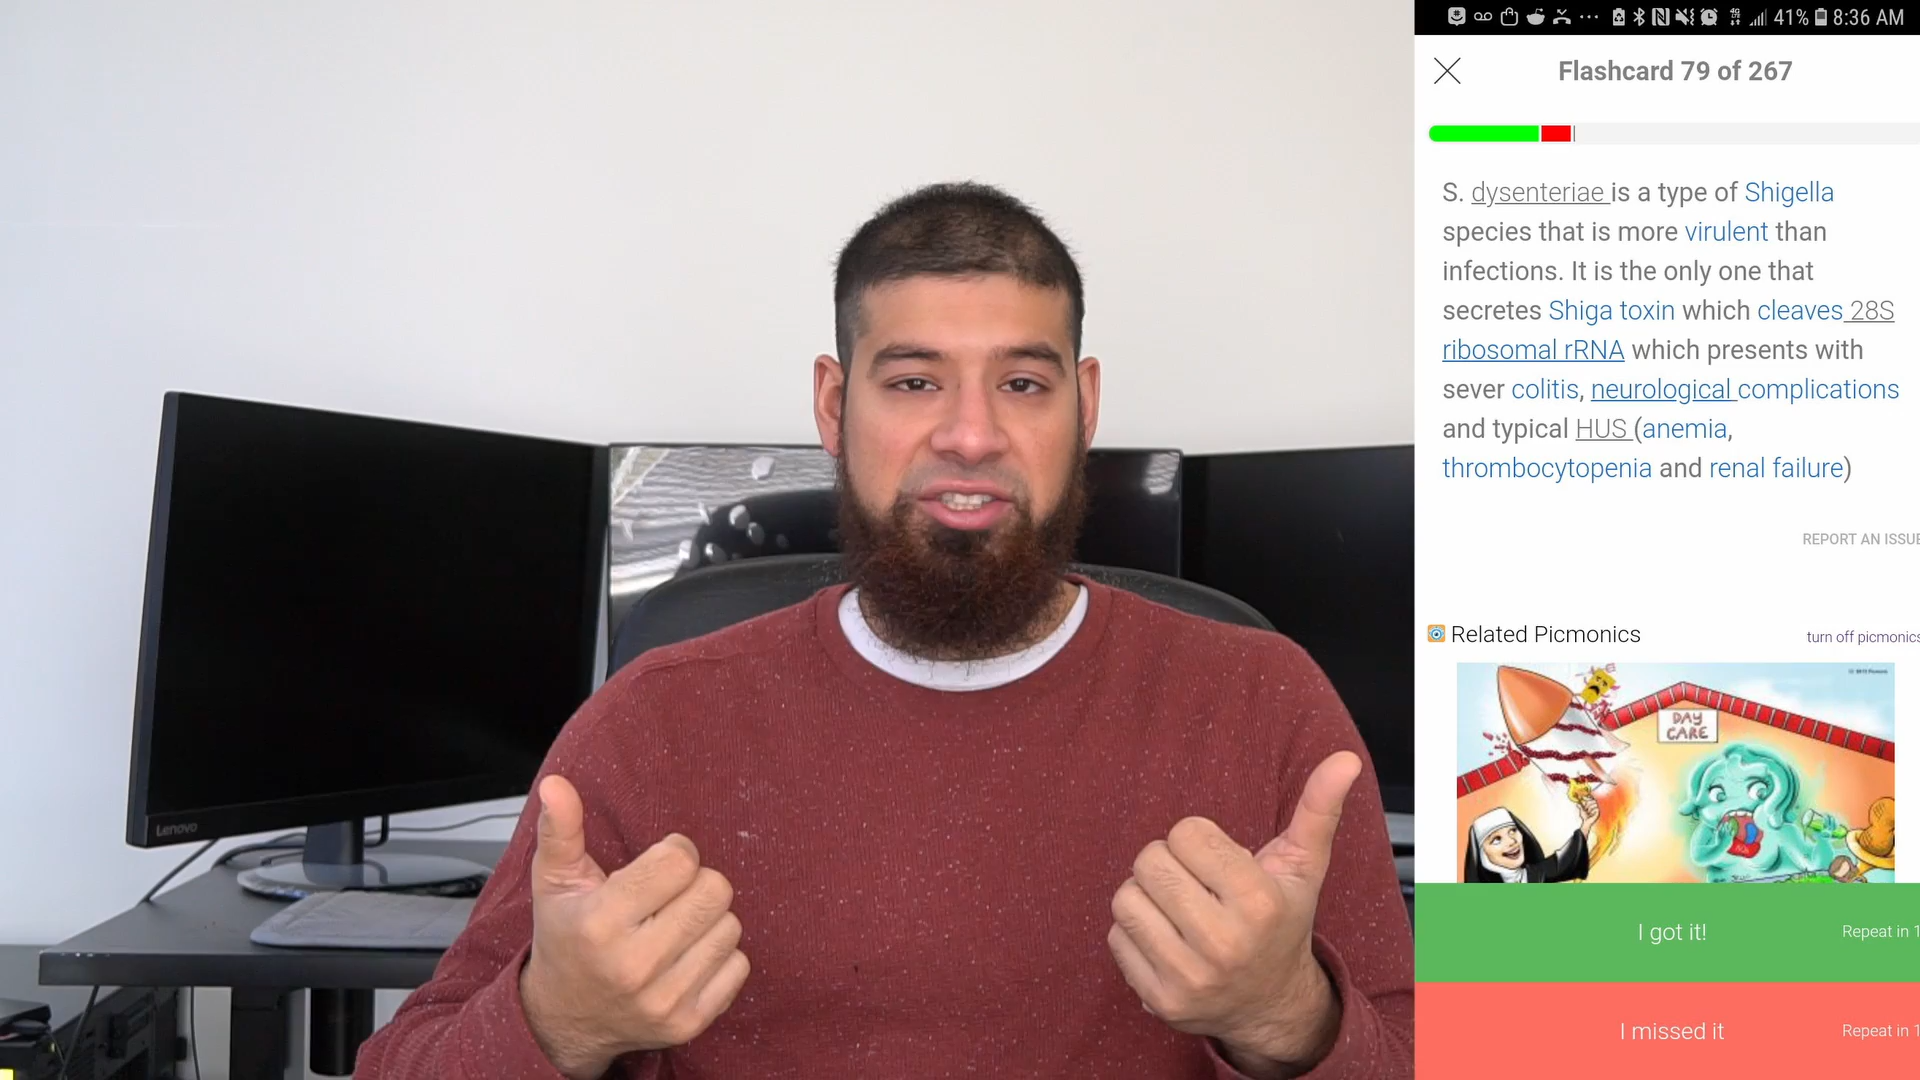 41% 8:36 AM
Flashcard 79 of 267
S. dysenteriae is a type of Shigella
species that is more virulent than
infections. It is the only one that
secretes Shiga toxin which cleaves 28S
ribosomal rRNA which presents with
sever colitis, neurological complications
and typical HUS (anemia,
thrombocytopenia and renal failure)
REPORT AN ISSUE
Related Picmonics
turn off picmonics
DAY
CARE
I got it!
Repeat in 1
I missed it
Repeat in 1
Lenovo